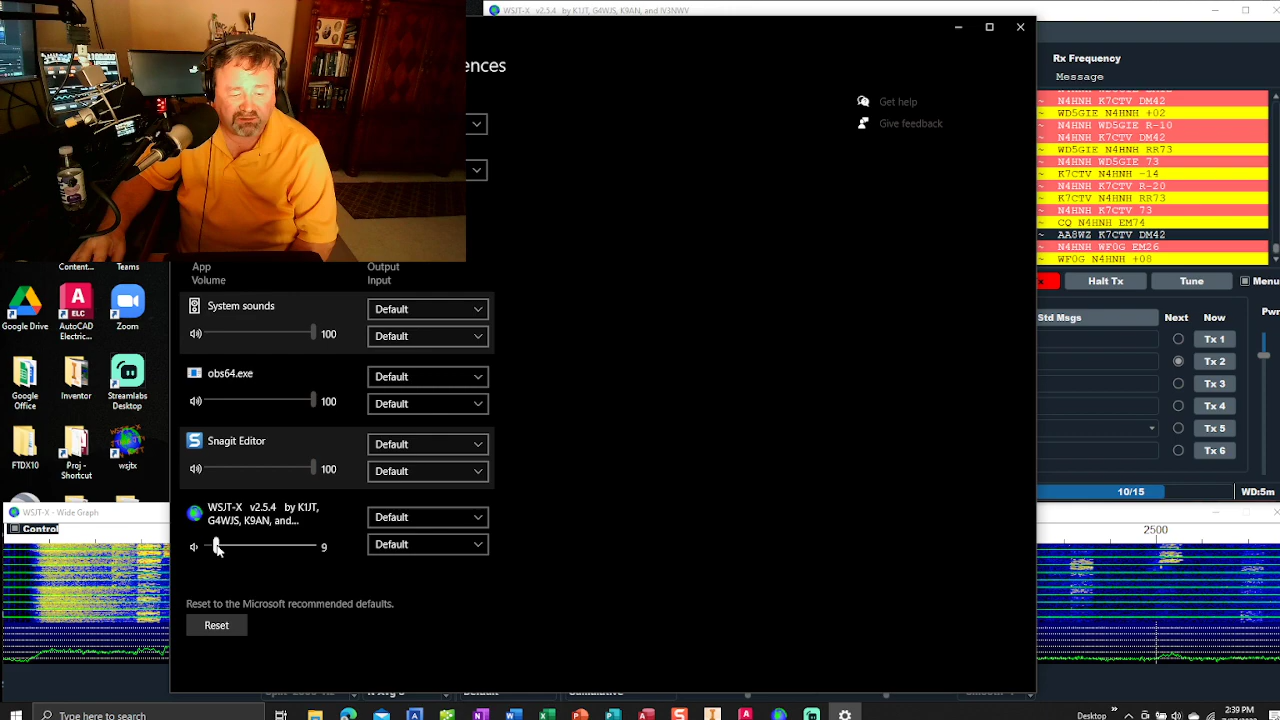 WSJT-X v2.5.4 by K1JT, G4WJS, K9AN, and IV3NWV
ences
Get help
Give feedback
Rx Frequency
Message
~ N4HNH K7CTV DM42
~ WD5GIE N4HNH +02
~ N4HNH WD5GIE R-10
~ N4HNH K7CTV DM42
~ WD5GIE N4HNH RR73
~ N4HNH WD5GIE 73
~ K7CTV N4HNH -14
~ N4HNH K7CTV R-20
~ K7CTV N4HNH RR73
~ N4HNH K7CTV 73
~ CQ N4HNH EM74
~ AA8WZ K7CTV DM42
~ N4HNH WF0G EM26
~ WF0G N4HNH +08
Halt Tx
Tune
Menu
Std Msgs
Next
Now
Pwr
Tx 1
Tx 2
Tx 3
Tx 4
Tx 5
Tx 6
10/15
WD:5m
App
Volume
Output
Input
System sounds
100
Default
Default
obs64.exe
100
Default
Default
Snagit Editor
100
Default
Default
WSJT-X v2.5.4 by K1JT,
G4WJS, K9AN, and...
9
Default
Default
Reset to the Microsoft recommended defaults.
Reset
Content...
Teams
Google Drive
AutoCAD
Electric...
Zoom
Google
Office
Inventor
Streamlabs
Desktop
FTDX10
Proj -
Shortcut
wsjtx
WSJT-X - Wide Graph
Controls
2500
Default
Type here to search
Desktop
2:39 PM